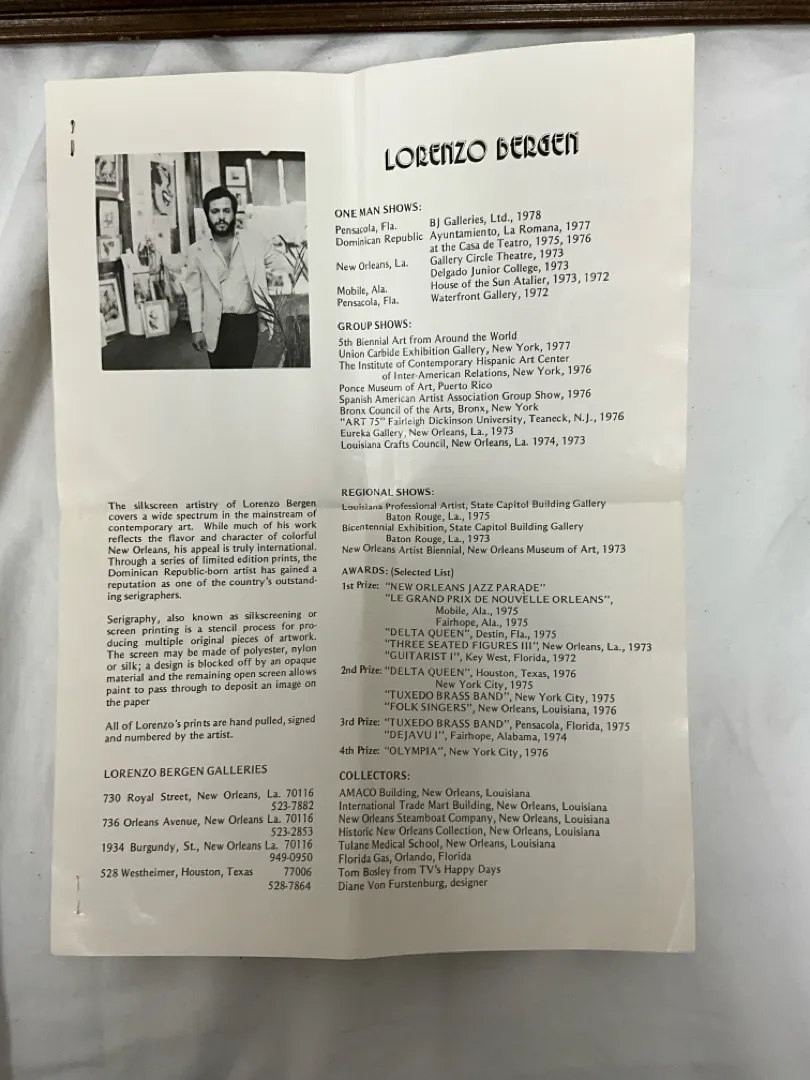 LORENZO BERGEN
ONE MAN SHOWS:
Pensacola, Fla. BJ Galleries, Ltd., 1978
Dominican Republic Ayuntamiento, La Romana, 1977
at the Casa de Teatro, 1975, 1976
New Orleans, La. Gallery Circle Theatre, 1973
Delgado Junior College, 1973
Mobile, Ala. House of the Sun Atalier, 1973, 1972
Pensacola, Fla. Waterfront Gallery, 1972
GROUP SHOWS:
5th Biennial Art from Around the World
Union Carbide Exhibition Gallery, New York, 1977
The Institute of Contemporary Hispanic Art Center
of Inter-American Relations, New York, 1976
Ponce Museum of Art, Puerto Rico
Spanish American Artist Association Group Show, 1976
Bronx Council of the Arts, Bronx, New York
"ART 75" Fairleigh Dickinson University, Teaneck, N.J., 1976
Eureka Gallery, New Orleans, La., 1973
Louisiana Crafts Council, New Orleans, La. 1974, 1973
REGIONAL SHOWS:
Louisiana Professional Artist, State Capitol Building Gallery
Baton Rouge, La., 1975
Bicentennial Exhibition, State Capitol Building Gallery
Baton Rouge, La., 1973
New Orleans Artist Biennial, New Orleans Museum of Art, 1973
AWARDS: (Selected List)
1st Prize: "NEW ORLEANS JAZZ PARADE"
"LE GRAND PRIX DE NOUVELLE ORLEANS",
Mobile, Ala., 1975
Fairhope, Ala., 1975
"DELTA QUEEN", Destin, Fla., 1975
"THREE SEATED FIGURES III", New Orleans, La., 1973
"GUITARIST I", Key West, Florida, 1972
2nd Prize: "DELTA QUEEN", Houston, Texas, 1976
New York City, 1975
"TUXEDO BRASS BAND", New York City, 1975
"FOLK SINGERS", New Orleans, Louisiana, 1976
3rd Prize: "TUXEDO BRASS BAND", Pensacola, Florida, 1975
"DEJAVU I", Fairhope, Alabama, 1974
4th Prize: "OLYMPIA", New York City, 1976
COLLECTORS:
AMACO Building, New Orleans, Louisiana
International Trade Mart Building, New Orleans, Louisiana
New Orleans Steamboat Company, New Orleans, Louisiana
Historic New Orleans Collection, New Orleans, Louisiana
Tulane Medical School, New Orleans, Louisiana
Florida Gas, Orlando, Florida
Tom Bosley from TV's Happy Days
Diane Von Furstenburg, designer
The silkscreen artistry of Lorenzo Bergen
covers a wide spectrum in the mainstream of
contemporary art. While much of his work
reflects the flavor and character of colorful
New Orleans, his appeal is truly international.
Through a series of limited edition prints, the
Dominican Republic-born artist has gained a
reputation as one of the country's outstand-
ing serigraphers.
Serigraphy, also known as silkscreening or
screen printing is a stencil process for pro-
ducing multiple original pieces of artwork.
The screen may be made of polyester, nylon
or silk; a design is blocked off by an opaque
material and the remaining open screen allows
paint to pass through to deposit an image on
the paper
All of Lorenzo's prints are hand pulled, signed
and numbered by the artist.
LORENZO BERGEN GALLERIES
730 Royal Street, New Orleans, La. 70116
523-7882
736 Orleans Avenue, New Orleans La. 70116
523-2853
1934 Burgundy, St., New Orleans La. 70116
949-0950
528 Westheimer, Houston, Texas 77006
528-7864